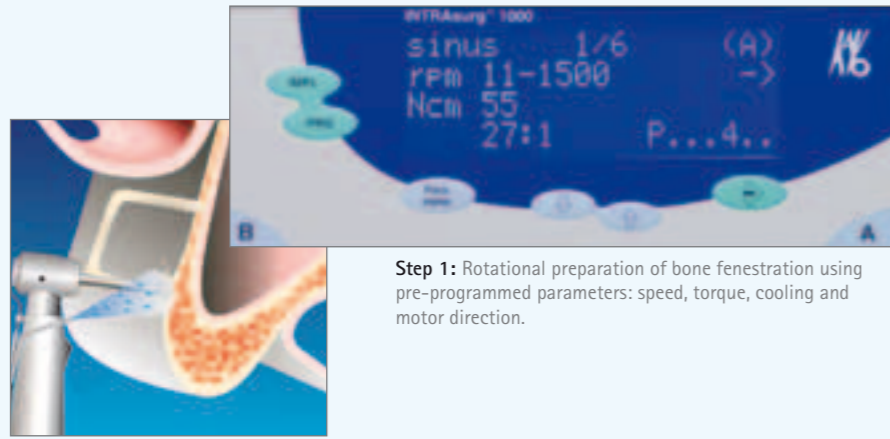 INTRAsurg™ 1000
sinus 1/6 (A)
rpm 11-1500 ->
Ncm 55
27:1 P...4..
B
A
Step 1: Rotational preparation of bone fenestration using
pre-programmed parameters: speed, torque, cooling and
motor direction.